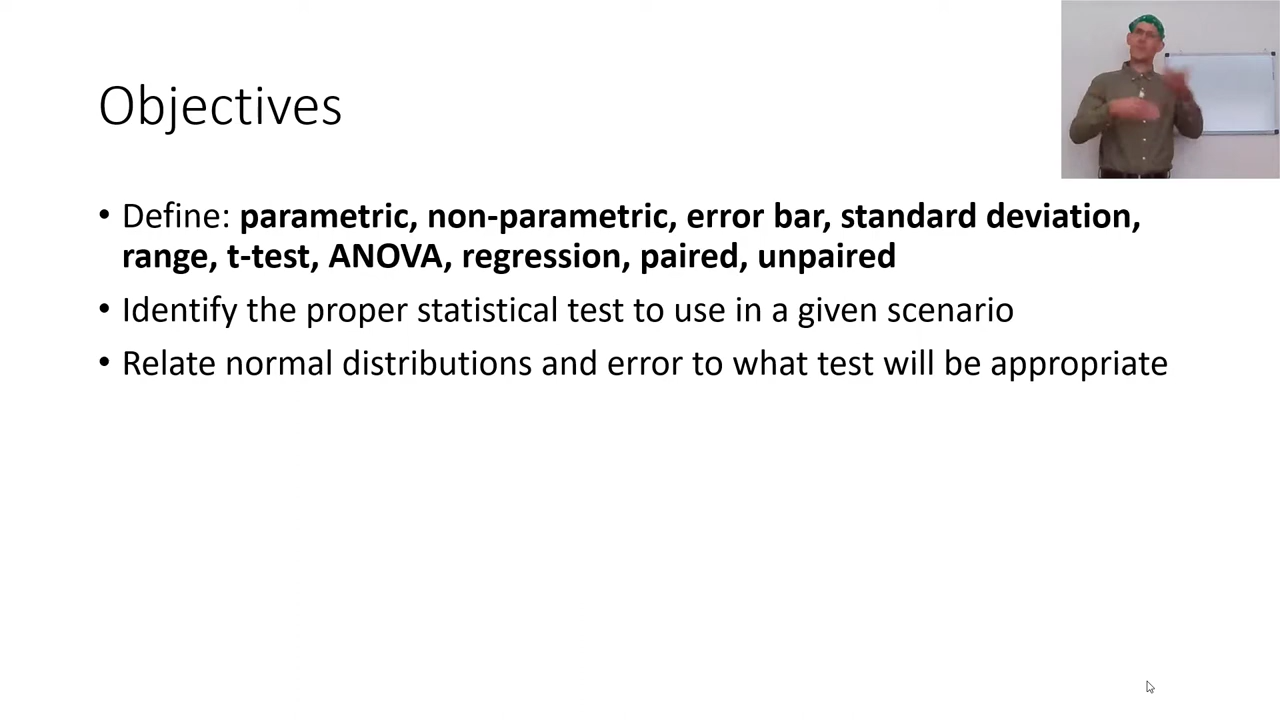 Objectives
• Define: parametric, non-parametric, error bar, standard deviation,
range, t-test, ANOVA, regression, paired, unpaired
• Identify the proper statistical test to use in a given scenario
• Relate normal distributions and error to what test will be appropriate